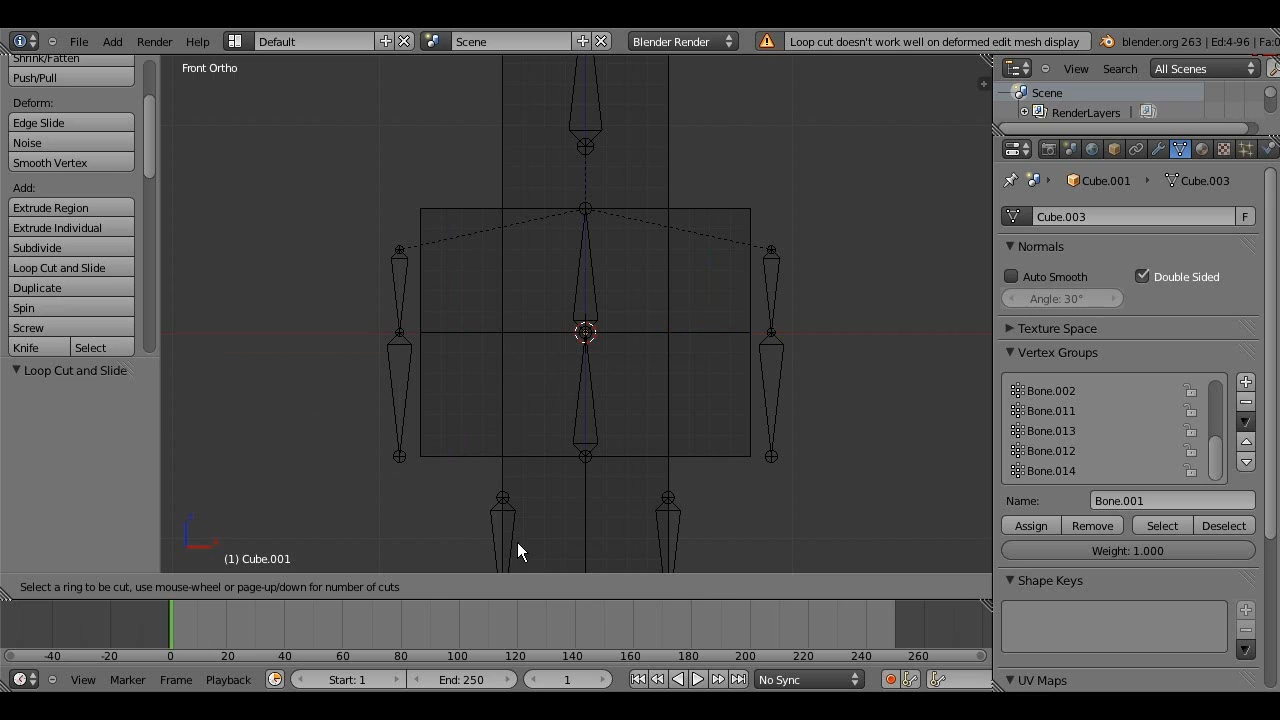 File Add Render Help Default Scene Blender Render Loop cut doesn't work well on deformed edit mesh display blender.org 263 | Ed:4-96 | Fa:0
Shrink/Fatten
Push/Pull
Deform:
Edge Slide
Noise
Smooth Vertex
Add:
Extrude Region
Extrude Individual
Subdivide
Loop Cut and Slide
Duplicate
Spin
Screw
Knife Select
Loop Cut and Slide
Front Ortho
(1) Cube.001
Select a ring to be cut, use mouse-wheel or page-up/down for number of cuts
-40 -20 0 20 40 60 80 100 120 140 160 180 200 220 240 260
View Marker Frame Playback Start: 1 End: 250 1 No Sync
View Search All Scenes
Scene
RenderLayers
Cube.001 Cube.003
Cube.003 F
Normals
Auto Smooth Double Sided
Angle: 30°
Texture Space
Vertex Groups
Bone.002
Bone.011
Bone.013
Bone.012
Bone.014
Name: Bone.001
Assign Remove Select Deselect
Weight: 1.000
Shape Keys
UV Maps